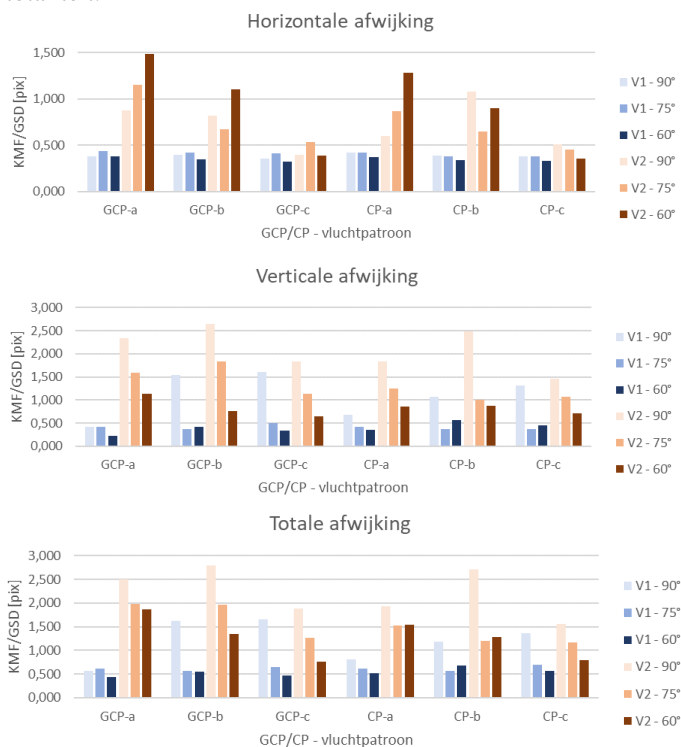 Horizontale afwijking
KMF/GSD [pix]
1,500
1,000
0,500
0,000
GCP-a GCP-b GCP-c CP-a CP-b CP-c
GCP/CP - vluchtpatroon
V1 - 90°
V1 - 75°
V1 - 60°
V2 - 90°
V2 - 75°
V2 - 60°
Verticale afwijking
KMF/GSD [pix]
3,000
2,500
2,000
1,500
1,000
0,500
0,000
GCP-a GCP-b GCP-c CP-a CP-b CP-c
GCP/CP - vluchtpatroon
V1 - 90°
V1 - 75°
V1 - 60°
V2 - 90°
V2 - 75°
V2 - 60°
Totale afwijking
KMF/GSD [pix]
3,000
2,500
2,000
1,500
1,000
0,500
0,000
GCP-a GCP-b GCP-c CP-a CP-b CP-c
GCP/CP - vluchtpatroon
V1 - 90°
V1 - 75°
V1 - 60°
V2 - 90°
V2 - 75°
V2 - 60°